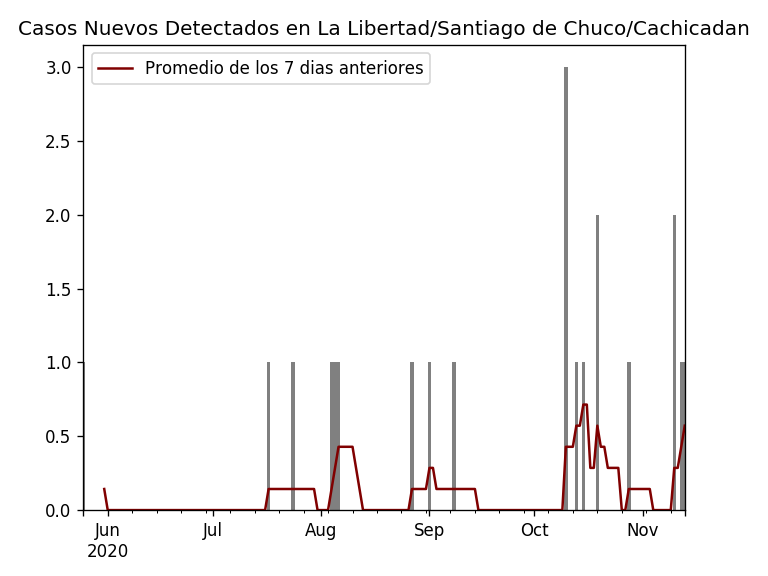 Casos Nuevos Detectados en La Libertad/Santiago de Chuco/Cachicadan
Promedio de los 7 dias anteriores
3.0
2.5
2.0
1.5
1.0
0.5
0.0
Jun Jul Aug Sep Oct Nov
2020